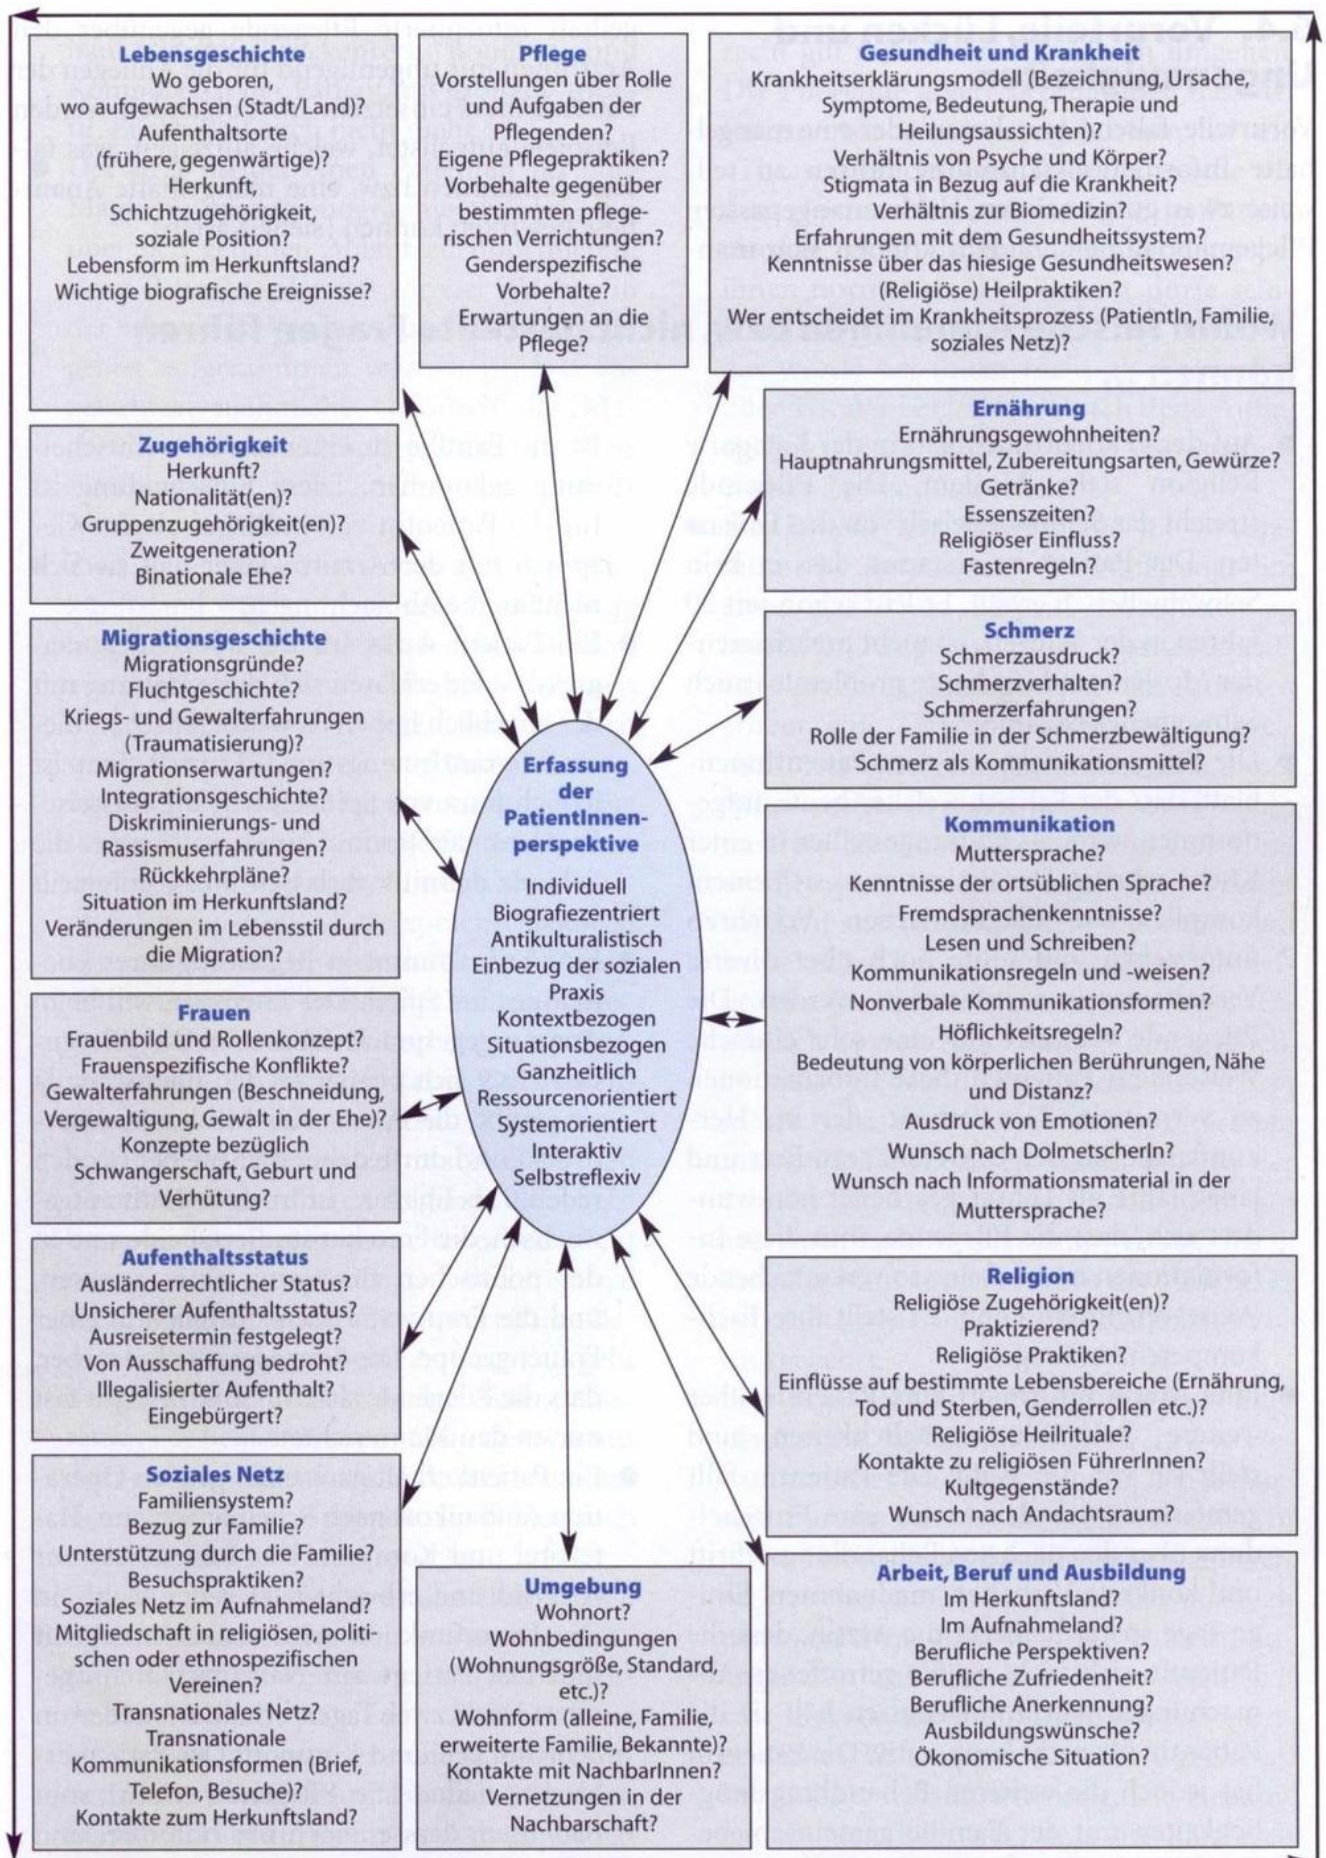 Lebensgeschichte
Wo geboren,
wo aufgewachsen (Stadt/Land)?
Aufenthaltsorte
(frühere, gegenwärtige)?
Herkunft,
Schichtzugehörigkeit,
soziale Position?
Lebensform im Herkunftsland?
Wichtige biografische Ereignisse?
Pflege
Vorstellungen über Rolle
und Aufgaben der
Pflegenden?
Eigene Pflegepraktiken?
Vorbehalte gegenüber
bestimmten pflege-
rischen Verrichtungen?
Genderspezifische
Vorbehalte?
Erwartungen an die
Pflege?
Gesundheit und Krankheit
Krankheitserklärungsmodell (Bezeichnung, Ursache,
Symptome, Bedeutung, Therapie und
Heilungsaussichten)?
Verhältnis von Psyche und Körper?
Stigmata in Bezug auf die Krankheit?
Verhältnis zur Biomedizin?
Erfahrungen mit dem Gesundheitssystem?
Kenntnisse über das hiesige Gesundheitswesen?
(Religiöse) Heilpraktiken?
Wer entscheidet im Krankheitsprozess (PatientIn, Familie,
soziales Netz)?
Zugehörigkeit
Herkunft?
Nationalität(en)?
Gruppenzugehörigkeit(en)?
Zweitgeneration?
Binationale Ehe?
Ernährung
Ernährungsgewohnheiten?
Hauptnahrungsmittel, Zubereitungsarten, Gewürze?
Getränke?
Essenszeiten?
Religiöser Einfluss?
Fastenregeln?
Migrationsgeschichte
Migrationsgründe?
Fluchtgeschichte?
Kriegs- und Gewalterfahrungen
(Traumatisierung)?
Migrationserwartungen?
Integrationsgeschichte?
Diskriminierungs- und
Rassismuserfahrungen?
Rückkehrpläne?
Situation im Herkunftsland?
Veränderungen im Lebensstil durch
die Migration?
Schmerz
Schmerzausdruck?
Schmerzverhalten?
Schmerzerfahrungen?
Rolle der Familie in der Schmerzbewältigung?
Schmerz als Kommunikationsmittel?
Erfassung
der
PatientInnen-
perspektive
Individuell
Biografiezentriert
Antikulturalistisch
Einbezug der sozialen
Praxis
Kontextbezogen
Situationsbezogen
Ganzheitlich
Ressourcenorientiert
Systemorientiert
Interaktiv
Selbstreflexiv
Kommunikation
Muttersprache?
Kenntnisse der ortsüblichen Sprache?
Fremdsprachenkenntnisse?
Lesen und Schreiben?
Kommunikationsregeln und -weisen?
Nonverbale Kommunikationsformen?
Höflichkeitsregeln?
Bedeutung von körperlichen Berührungen, Nähe
und Distanz?
Ausdruck von Emotionen?
Wunsch nach DolmetscherIn?
Wunsch nach Informationsmaterial in der
Muttersprache?
Frauen
Frauenbild und Rollenkonzept?
Frauenspezifische Konflikte?
Gewalterfahrungen (Beschneidung,
Vergewaltigung, Gewalt in der Ehe)?
Konzepte bezüglich
Schwangerschaft, Geburt und
Verhütung?
Aufenthaltsstatus
Ausländerrechtlicher Status?
Unsicherer Aufenthaltsstatus?
Ausreisetermin festgelegt?
Von Ausschaffung bedroht?
Illegalisierter Aufenthalt?
Eingebürgert?
Religion
Religiöse Zugehörigkeit(en)?
Praktizierend?
Religiöse Praktiken?
Einflüsse auf bestimmte Lebensbereiche (Ernährung,
Tod und Sterben, Genderrollen etc.)?
Religiöse Heilrituale?
Kontakte zu religiösen FührerInnen?
Kultgegenstände?
Wunsch nach Andachtsraum?
Soziales Netz
Familiensystem?
Bezug zur Familie?
Unterstützung durch die Familie?
Besuchspraktiken?
Soziales Netz im Aufnahmeland?
Mitgliedschaft in religiösen, politi-
schen oder ethnospezifischen
Vereinen?
Transnationales Netz?
Transnationale
Kommunikationsformen (Brief,
Telefon, Besuche)?
Kontakte zum Herkunftsland?
Umgebung
Wohnort?
Wohnbedingungen
(Wohnungsgröße, Standard,
etc.)?
Wohnform (alleine, Familie,
erweiterte Familie, Bekannte)?
Kontakte mit NachbarInnen?
Vernetzungen in der
Nachbarschaft?
Arbeit, Beruf und Ausbildung
Im Herkunftsland?
Im Aufnahmeland?
Berufliche Perspektiven?
Berufliche Zufriedenheit?
Berufliche Anerkennung?
Ausbildungswünsche?
Ökonomische Situation?